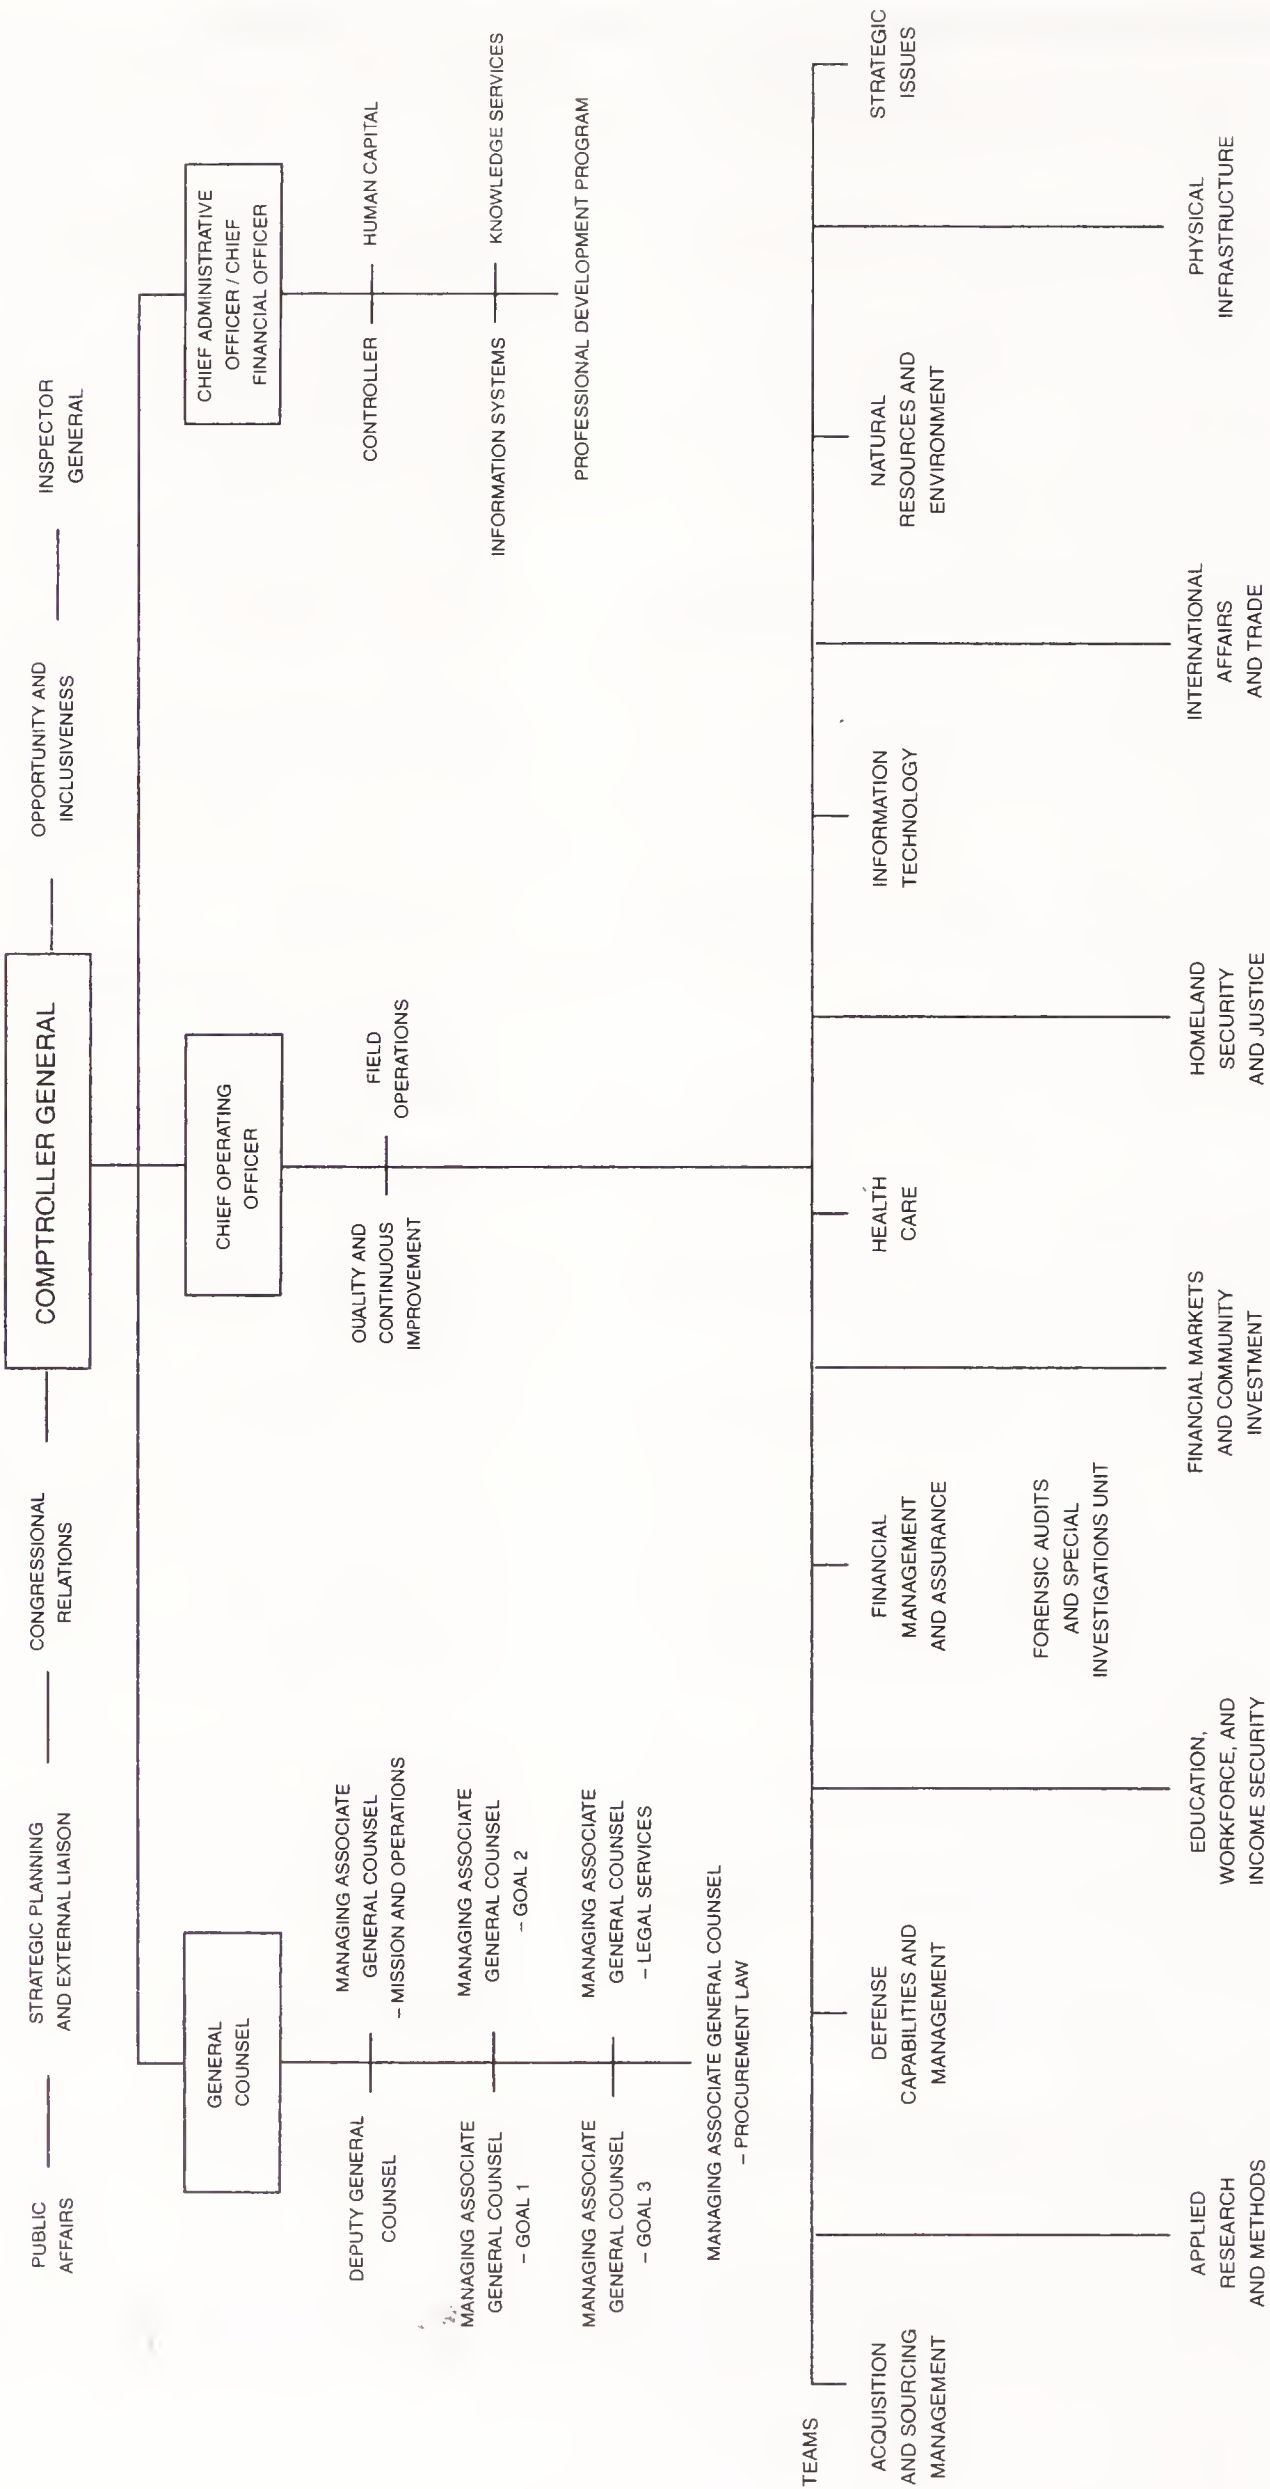 COMPTROLLER GENERAL
PUBLIC
AFFAIRS
STRATEGIC PLANNING
AND EXTERNAL LIAISON
CONGRESSIONAL
RELATIONS
OPPORTUNITY AND
INCLUSIVENESS
INSPECTOR
GENERAL
GENERAL
COUNSEL
CHIEF OPERATING
OFFICER
CHIEF ADMINISTRATIVE
OFFICER / CHIEF
FINANCIAL OFFICER
DEPUTY GENERAL
COUNSEL
MANAGING ASSOCIATE
GENERAL COUNSEL
– MISSION AND OPERATIONS
MANAGING ASSOCIATE
GENERAL COUNSEL
– GOAL 1
MANAGING ASSOCIATE
GENERAL COUNSEL
– GOAL 2
MANAGING ASSOCIATE
GENERAL COUNSEL
– GOAL 3
MANAGING ASSOCIATE
GENERAL COUNSEL
– LEGAL SERVICES
MANAGING ASSOCIATE GENERAL COUNSEL
– PROCUREMENT LAW
QUALITY AND
CONTINUOUS
IMPROVEMENT
FIELD
OPERATIONS
CONTROLLER
HUMAN CAPITAL
INFORMATION SYSTEMS
KNOWLEDGE SERVICES
PROFESSIONAL DEVELOPMENT PROGRAM
TEAMS
ACQUISITION
AND SOURCING
MANAGEMENT
APPLIED
RESEARCH
AND METHODS
DEFENSE
CAPABILITIES AND
MANAGEMENT
EDUCATION,
WORKFORCE, AND
INCOME SECURITY
FINANCIAL
MANAGEMENT
AND ASSURANCE
FORENSIC AUDITS
AND SPECIAL
INVESTIGATIONS UNIT
FINANCIAL MARKETS
AND COMMUNITY
INVESTMENT
HEALTH
CARE
HOMELAND
SECURITY
AND JUSTICE
INFORMATION
TECHNOLOGY
INTERNATIONAL
AFFAIRS
AND TRADE
NATURAL
RESOURCES AND
ENVIRONMENT
PHYSICAL
INFRASTRUCTURE
STRATEGIC
ISSUES